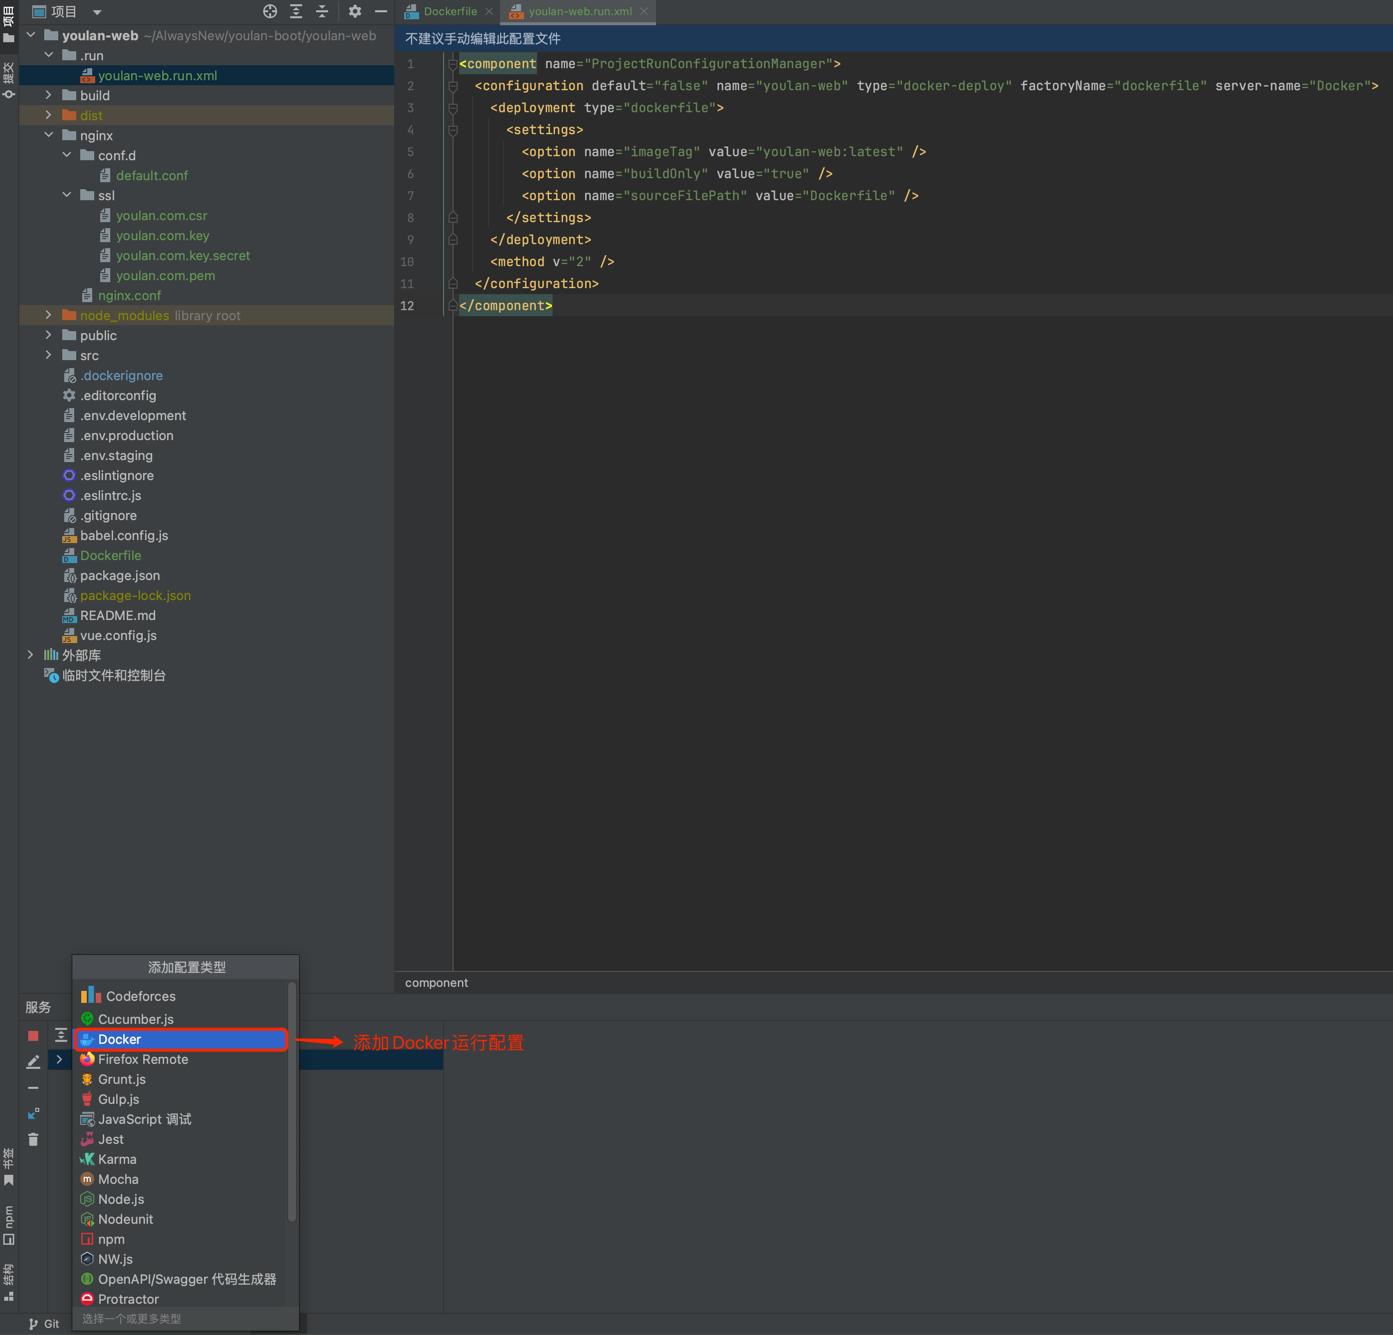 项目
Dockerfile
youlan-web.run.xml
项目
提交
youlan-web ~/AlwaysNew/youlan-boot/youlan-web
.run
youlan-web.run.xml
build
dist
nginx
conf.d
default.conf
ssl
youlan.com.csr
youlan.com.key
youlan.com.key.secret
youlan.com.pem
nginx.conf
node_modules library root
public
src
.dockerignore
.editorconfig
.env.development
.env.production
.env.staging
.eslintignore
.eslintrc.js
.gitignore
babel.config.js
Dockerfile
package.json
package-lock.json
README.md
vue.config.js
外部库
临时文件和控制台
不建议手动编辑此配置文件
1 <component name="ProjectRunConfigurationManager">
2 <configuration default="false" name="youlan-web" type="docker-deploy" factoryName="dockerfile" server-name="Docker">
3 <deployment type="dockerfile">
4 <settings>
5 <option name="imageTag" value="youlan-web:latest" />
6 <option name="buildOnly" value="true" />
7 <option name="sourceFilePath" value="Dockerfile" />
8 </settings>
9 </deployment>
10 <method v="2" />
11 </configuration>
12 </component>
component
服务
添加配置类型
Codeforces
Cucumber.js
Docker
Firefox Remote
Grunt.js
Gulp.js
JavaScript 调试
Jest
Karma
Mocha
Node.js
Nodeunit
npm
NW.js
OpenAPI/Swagger 代码生成器
Protractor
选择一个或更多类型
添加 Docker 运行配置
书签
npm
结构
Git